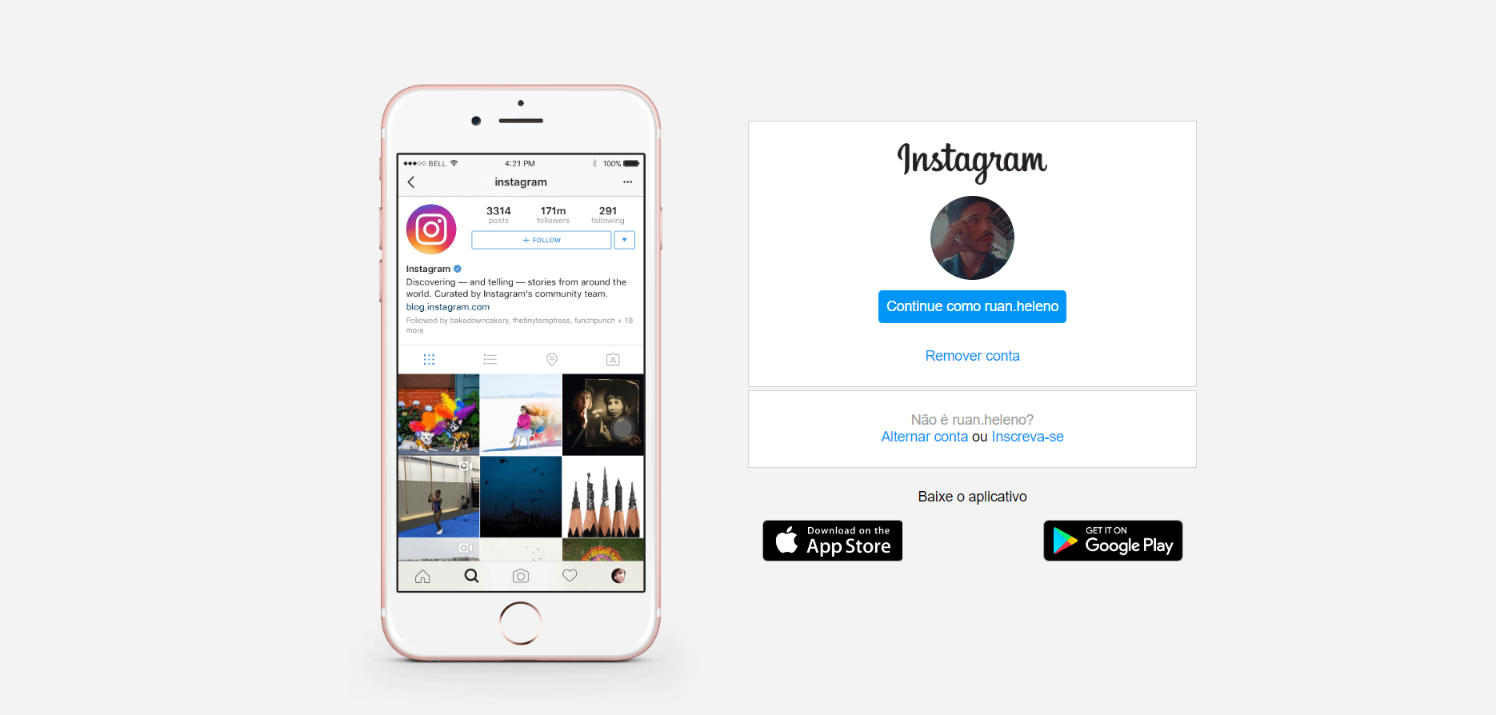 BELL
4:21 PM
100%
instagram
3314
171m
291
posts
followers
following
+ FOLLOW
Instagram
Discovering — and telling — stories from around the
world. Curated by Instagram's community team.
blog.instagram.com
Followed by bakedowncakery, thetinytemptress, funchpunch + 18
more
Instagram
Continue como ruan.heleno
Remover conta
Não é ruan.heleno?
Alternar conta ou Inscreva-se
Baixe o aplicativo
Download on the
App Store
GET IT ON
Google Play